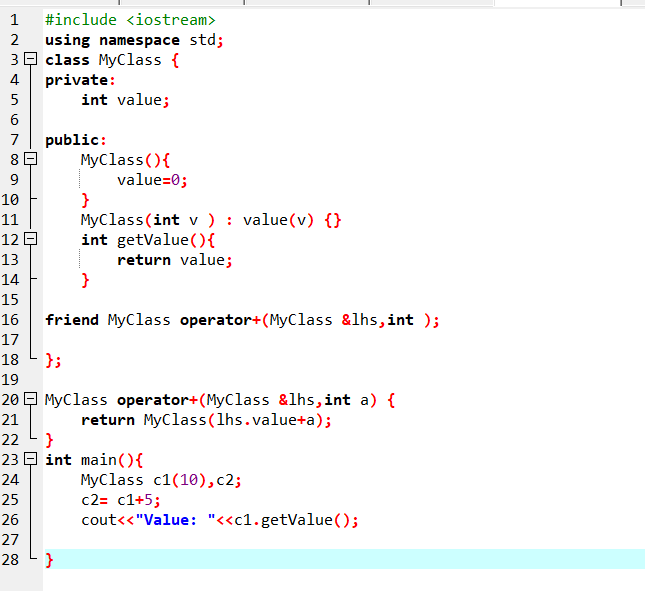 1 #include <iostream>
2 using namespace std;
3 class MyClass {
4 private:
5     int value;
6
7 public:
8     MyClass(){
9         value=0;
10     }
11     MyClass(int v ) : value(v) {}
12     int getValue(){
13         return value;
14     }
15
16 friend MyClass operator+(MyClass &lhs,int );
17
18 };
19
20 MyClass operator+(MyClass &lhs,int a) {
21     return MyClass(lhs.value+a);
22 }
23 int main(){
24     MyClass c1(10),c2;
25     c2= c1+5;
26     cout<<"Value: "<<c1.getValue();
27
28 }